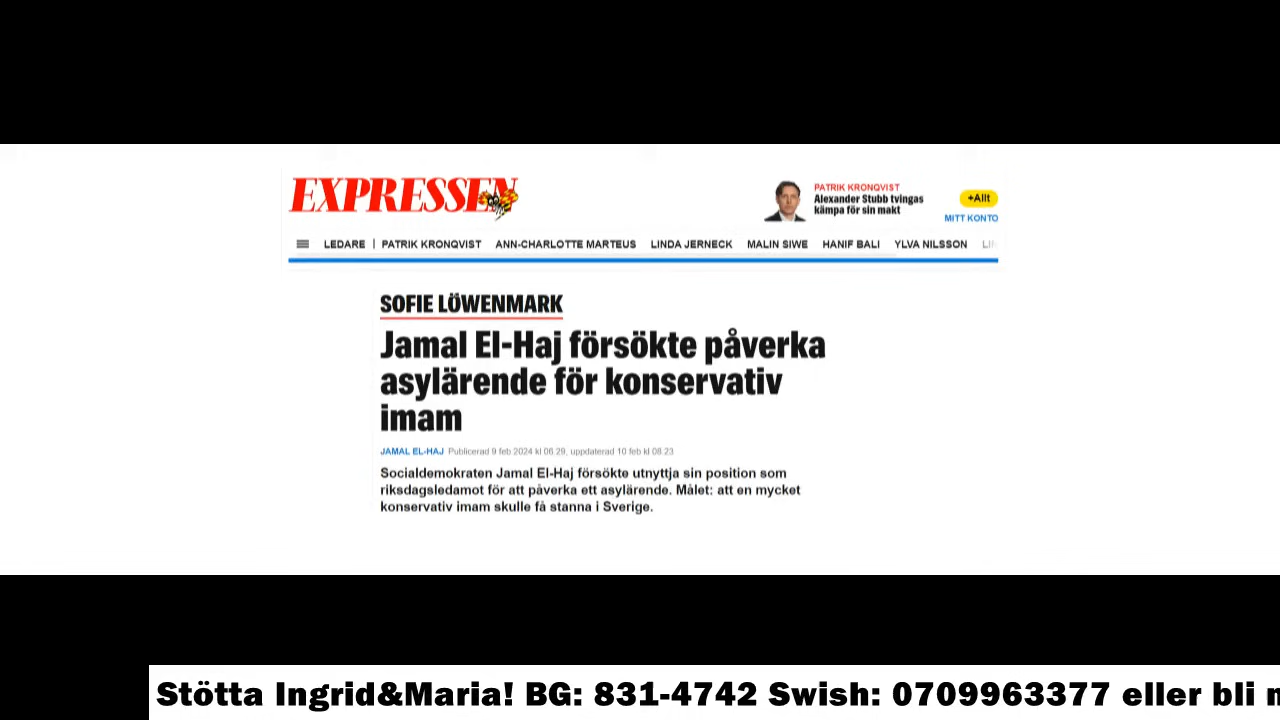 EXPRESSEN
PATRIK KRONQVIST
Alexander Stubb tvingas
kämpa för sin makt
+Allt
MITT KONTO
LEDARE | PATRIK KRONQVIST ANN-CHARLOTTE MARTEUS LINDA JERNECK MALIN SIWE HANIF BALI YLVA NILSSON
SOFIE LÖWENMARK
Jamal El-Haj försökte påverka
asylärende för konservativ
imam
JAMAL EL-HAJ Publicerad 9 feb 2024 kl 06.29, uppdaterad 10 feb kl 08.23
Socialdemokraten Jamal El-Haj försökte utnyttja sin position som
riksdagsledamot för att påverka ett asylärende. Målet: att en mycket
konservativ imam skulle få stanna i Sverige.
Stötta Ingrid&Maria! BG: 831-4742 Swish: 0709963377 eller bli